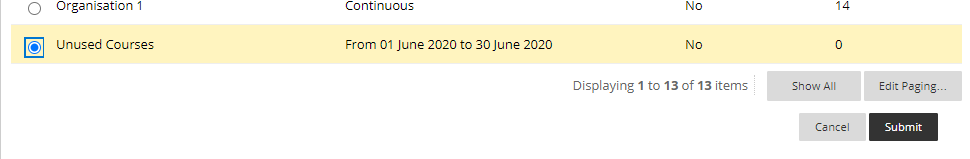 Organisation 1 Continuous No 14
Unused Courses From 01 June 2020 to 30 June 2020 No 0
Displaying 1 to 13 of 13 items Show All Edit Paging...
Cancel Submit